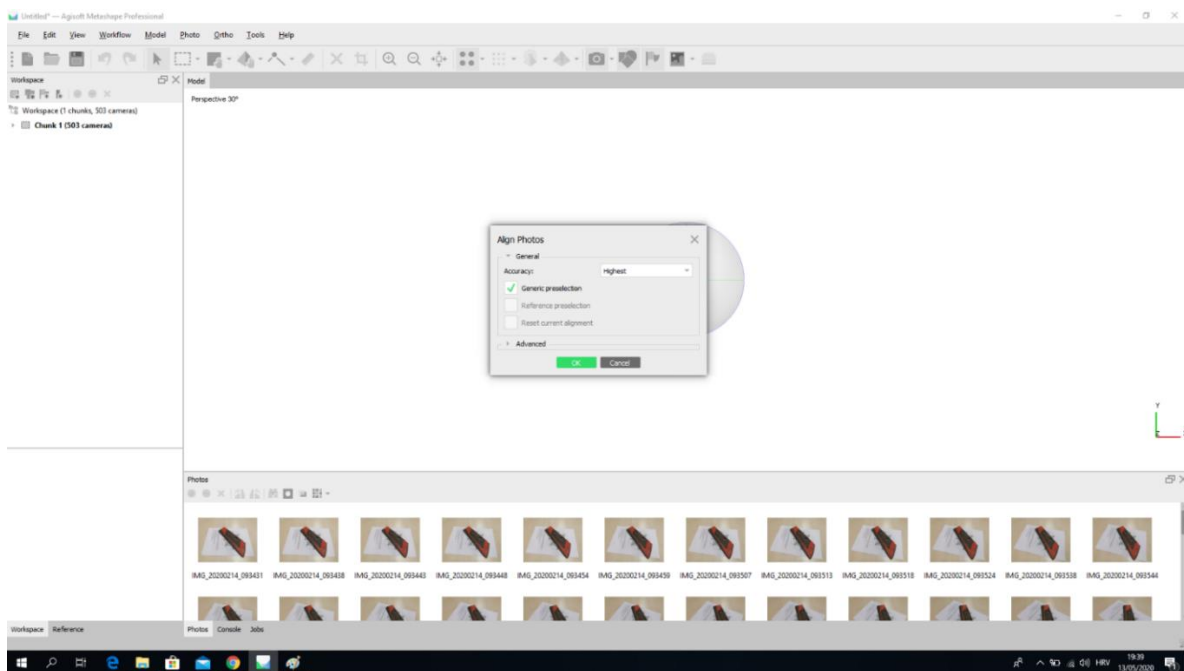 Untitled* — Agisoft Metashape Professional
File Edit View Workflow Model Photo Ortho Tools Help
Workspace
Model
Workspace (1 chunks, 503 cameras)
Chunk 1 (503 cameras)
Perspective 30°
Align Photos
General
Accuracy: Highest
Generic preselection
Reference preselection
Reset current alignment
Advanced
OK Cancel
Y
Photos
IMG_20200214_093431 IMG_20200214_093438 IMG_20200214_093443 IMG_20200214_093448 IMG_20200214_093454 IMG_20200214_093459 IMG_20200214_093507 IMG_20200214_093513 IMG_20200214_093518 IMG_20200214_093524 IMG_20200214_093538 IMG_20200214_093544
Workspace Reference
Photos Console Jobs
HRV
19:39
13/05/2020